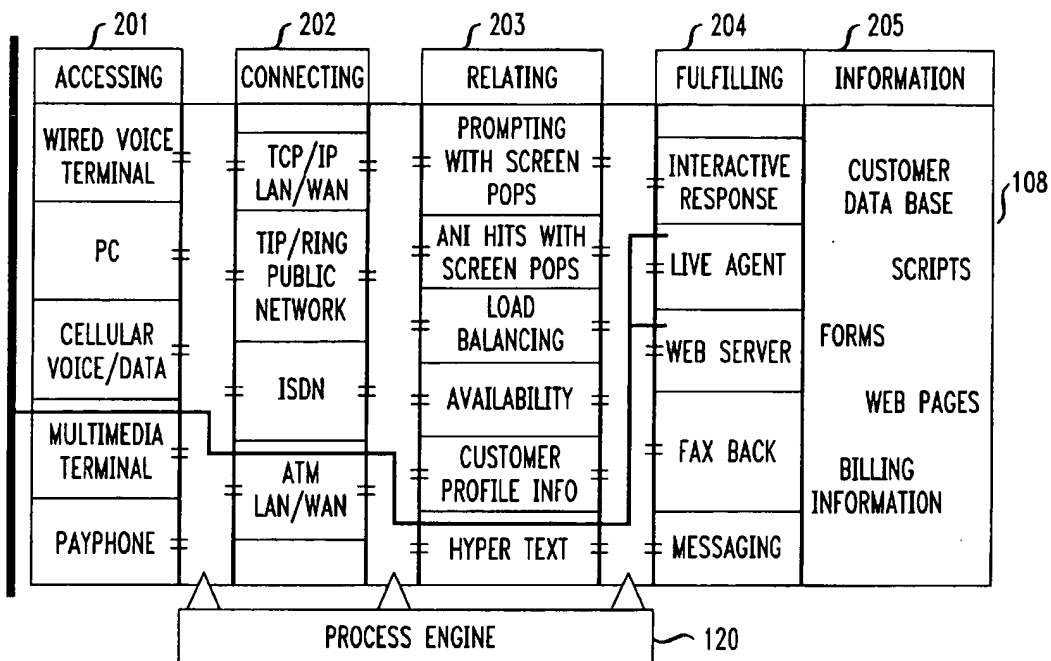 201
202
203
204
205
ACCESSING
CONNECTING
RELATING
FULFILLING
INFORMATION
WIRED VOICE
TERMINAL
PC
CELLULAR
VOICE/DATA
MULTIMEDIA
TERMINAL
PAYPHONE
TCP/IP
LAN/WAN
TIP/RING
PUBLIC
NETWORK
ISDN
ATM
LAN/WAN
PROMPTING
WITH SCREEN
POPS
ANI HITS WITH
SCREEN POPS
LOAD
BALANCING
AVAILABILITY
CUSTOMER
PROFILE INFO
HYPER TEXT
INTERACTIVE
RESPONSE
LIVE AGENT
WEB SERVER
FAX BACK
MESSAGING
CUSTOMER
DATA BASE
SCRIPTS
FORMS
WEB PAGES
BILLING
INFORMATION
108
PROCESS ENGINE
120